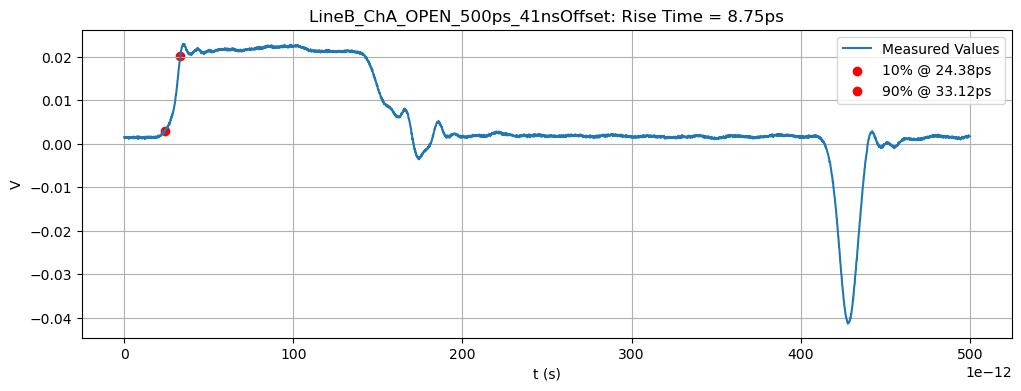 LineB_ChA_OPEN_500ps_41nsOffset: Rise Time = 8.75ps
Measured Values
10% @ 24.38ps
90% @ 33.12ps
0.02
0.01
0.00
−0.01
−0.02
−0.03
−0.04
V
0 100 200 300 400 500
1e−12
t (s)